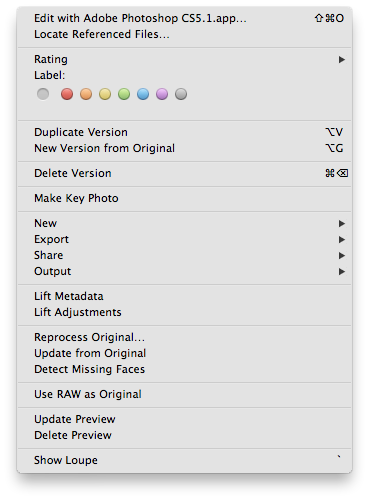 Edit with Adobe Photoshop CS5.1.app... ⇧⌘O
Locate Referenced Files...
Rating ▶
Label:
Duplicate Version ⌥V
New Version from Original ⌥G
Delete Version ⌘⌫
Make Key Photo
New ▶
Export ▶
Share ▶
Output ▶
Lift Metadata
Lift Adjustments
Reprocess Original...
Update from Original
Detect Missing Faces
Use RAW as Original
Update Preview
Delete Preview
Show Loupe `